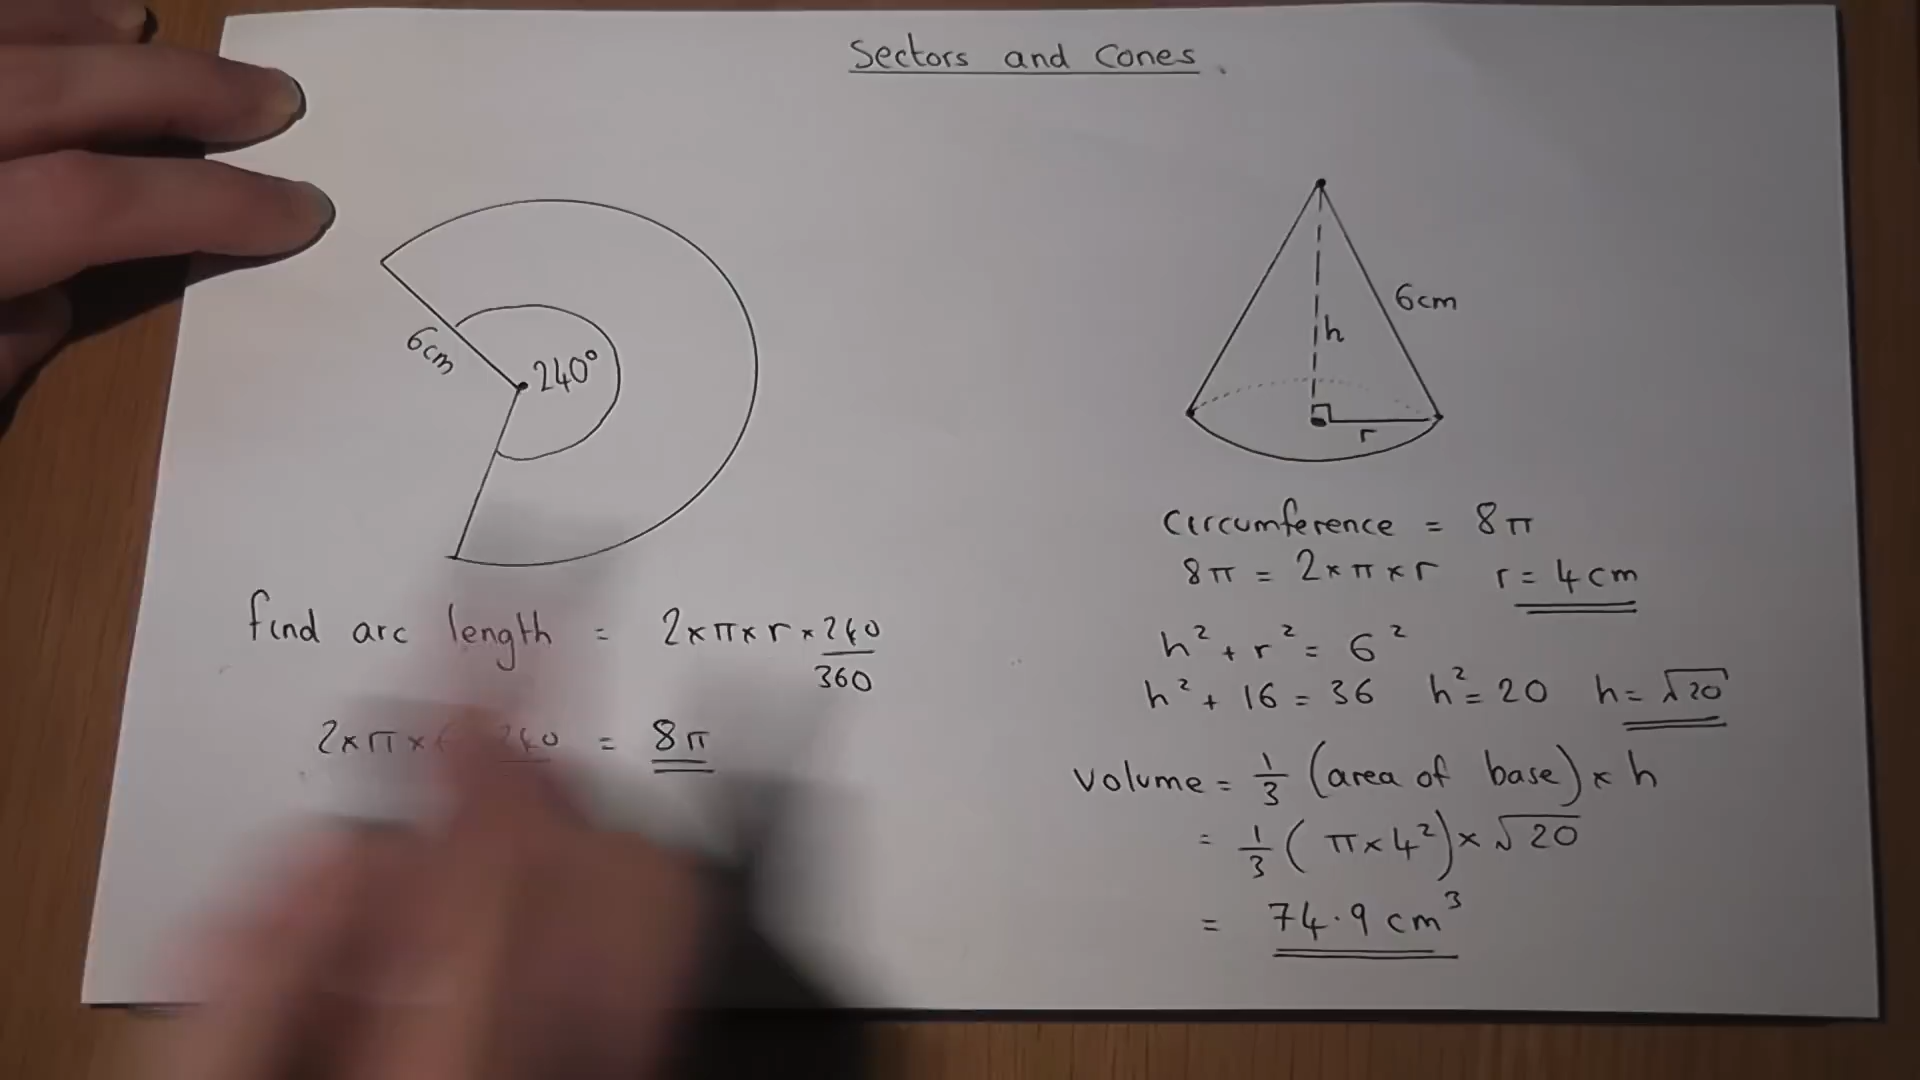 Sectors and Cones.
6cm
240°
find arc length = 2×π×r×240/360
2×π× 240 = 8π
6cm
h
r
Circumference = 8π
8π = 2×π×r r = 4cm
h² + r² = 6²
h² + 16 = 36 h² = 20 h = √20
Volume = 1/3 (area of base) × h
= 1/3 (π×4²) × √20
= 74.9 cm³